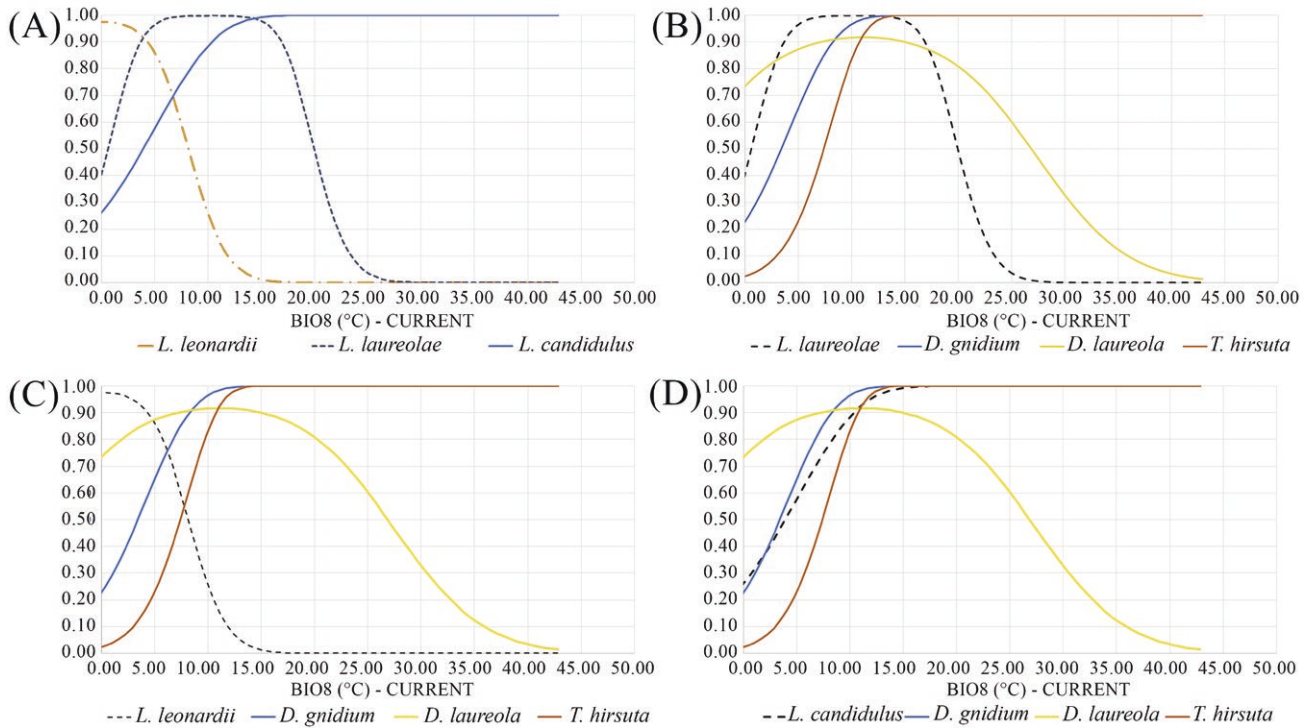 (A)
1.00
0.90
0.80
0.70
0.60
0.50
0.40
0.30
0.20
0.10
0.00
0.00 5.00 10.00 15.00 20.00 25.00 30.00 35.00 40.00 45.00 50.00
BIO8 (°C) - CURRENT
L. leonardii L. laureolae L. candidulus
(B)
1.00
0.90
0.80
0.70
0.60
0.50
0.40
0.30
0.20
0.10
0.00
0.00 5.00 10.00 15.00 20.00 25.00 30.00 35.00 40.00 45.00 50.00
BIO8 (°C) - CURRENT
L. laureolae D. gnidium D. laureola T. hirsuta
(C)
1.00
0.90
0.80
0.70
0.60
0.50
0.40
0.30
0.20
0.10
0.00
0.00 5.00 10.00 15.00 20.00 25.00 30.00 35.00 40.00 45.00 50.00
BIO8 (°C) - CURRENT
L. leonardii D. gnidium D. laureola T. hirsuta
(D)
1.00
0.90
0.80
0.70
0.60
0.50
0.40
0.30
0.20
0.10
0.00
0.00 5.00 10.00 15.00 20.00 25.00 30.00 35.00 40.00 45.00 50.00
BIO8 (°C) - CURRENT
L. candidulus D. gnidium D. laureola T. hirsuta